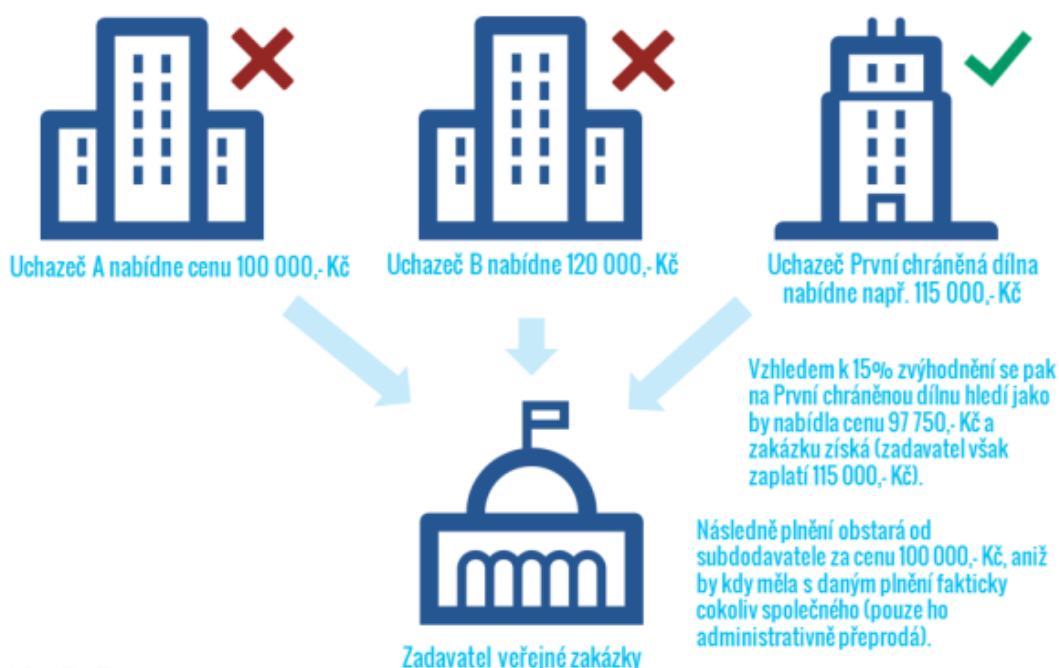 Uchazeč A nabídne cenu 100 000,- Kč
Uchazeč B nabídne 120 000,- Kč
Uchazeč První chráněná dílna
nabídne např. 115 000,- Kč
Vzhledem k 15% zvýhodnění se pak
na První chráněnou dílnu hledí jako
by nabídla cenu 97 750,- Kč a
zakázku získá (zadavatel však
zaplatí 115 000,- Kč).
Následně plnění obstará od
subdodavatele za cenu 100 000,- Kč, aniž
by kdy měla s daným plnění fakticky
cokoliv společného (pouze ho
administrativně přeprodá).
Zadavatel veřejné zakázky